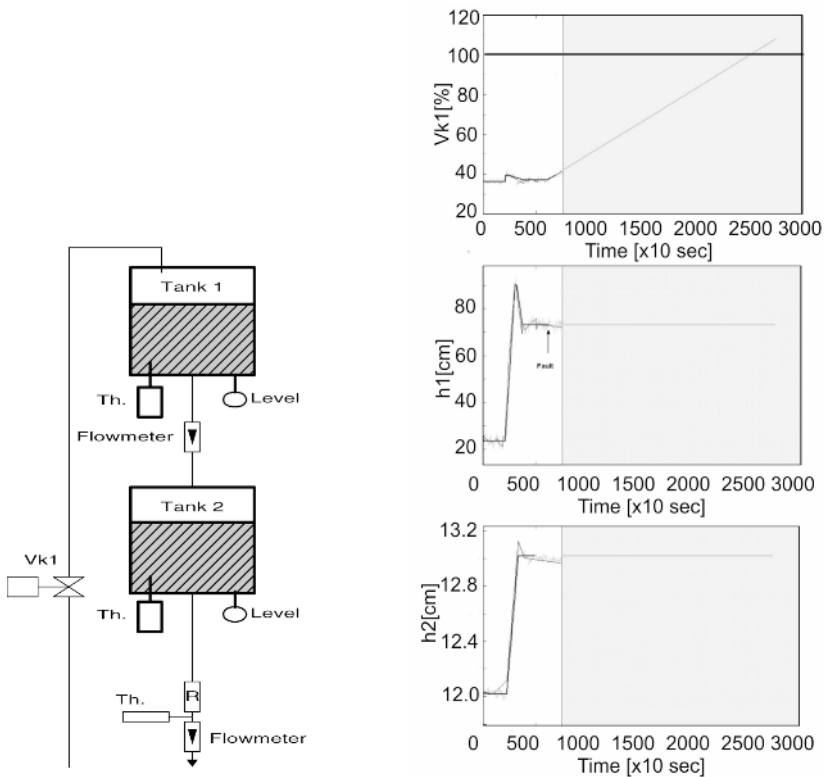 Tank 1
Th.
Level
Flowmeter
Tank 2
Vk1
Th.
Level
R
Th.
Flowmeter
120
100
80
60
40
20
Vk1[%]
0 500 1000 1500 2000 2500 3000
Time [x10 sec]
80
60
40
20
h1[cm]
Fault
0 500 1000 1500 2000 2500 3000
Time [x10 sec]
13.2
12.8
12.4
12.0
h2[cm]
0 500 1000 1500 2000 2500 3000
Time [x10 sec]